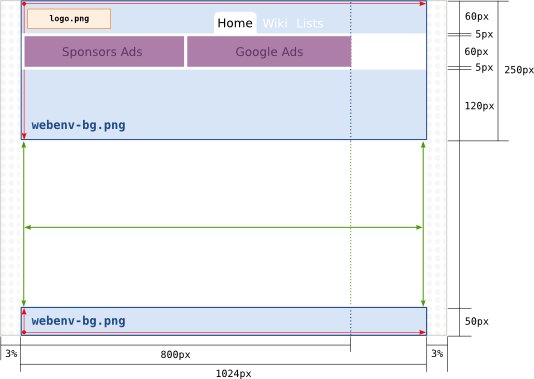 logo.png
Home Wiki Lists
Sponsors Ads Google Ads
webenv-bg.png
60px
5px
60px
5px
250px
120px
webenv-bg.png
50px
3% 800px 3%
1024px